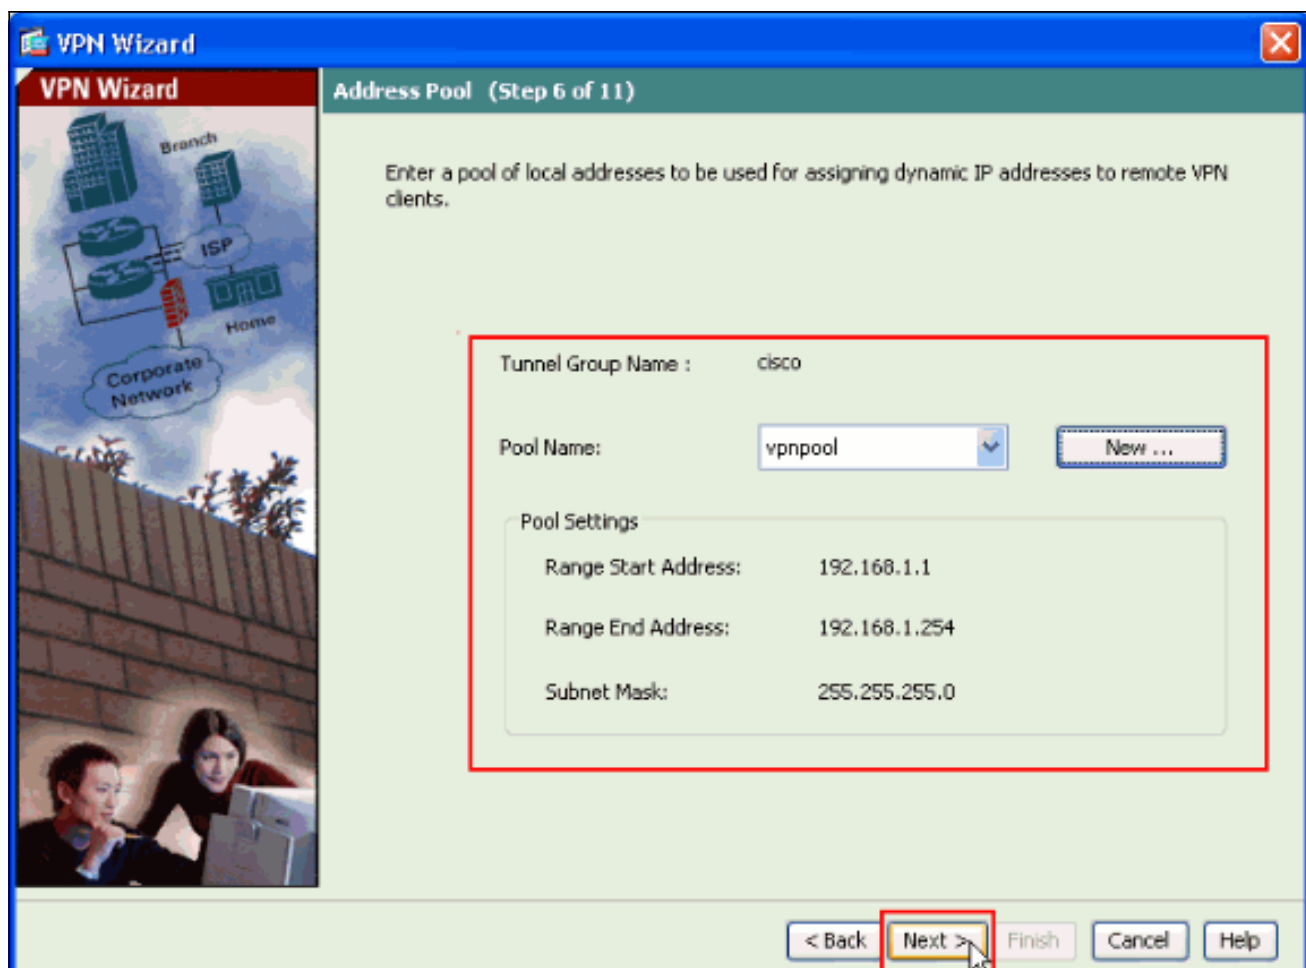 VPN Wizard
VPN Wizard
Address Pool (Step 6 of 11)
Branch
ISP
Home
Corporate
Network
Enter a pool of local addresses to be used for assigning dynamic IP addresses to remote VPN
clients.
Tunnel Group Name : cisco
Pool Name: vpnpool New ...
Pool Settings
Range Start Address: 192.168.1.1
Range End Address: 192.168.1.254
Subnet Mask: 255.255.255.0
< Back Next > Finish Cancel Help